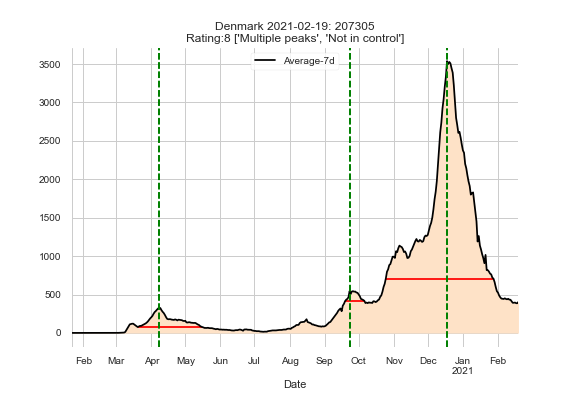 Denmark 2021-02-19: 207305
Rating:8 ['Multiple peaks', 'Not in control']
Average-7d
3500
3000
2500
2000
1500
1000
500
0
Feb Mar Apr May Jun Jul Aug Sep Oct Nov Dec Jan Feb
2021
Date